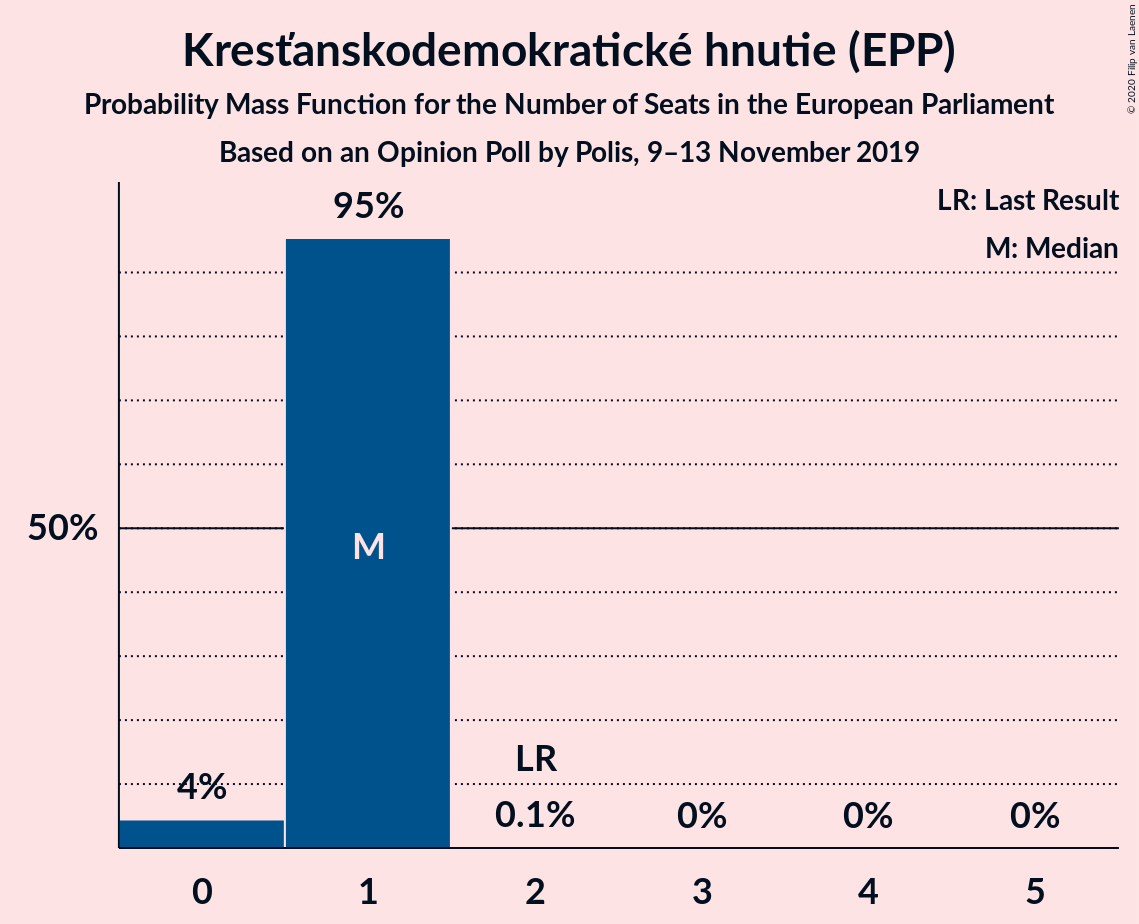 Kresťanskodemokratické hnutie (EPP)
Probability Mass Function for the Number of Seats in the European Parliament
Based on an Opinion Poll by Polis, 9–13 November 2019
© 2020 Filip van Laenen
LR: Last Result
M: Median
95%
50%
M
LR
4%
0.1%
0%
0%
0%
0
1
2
3
4
5